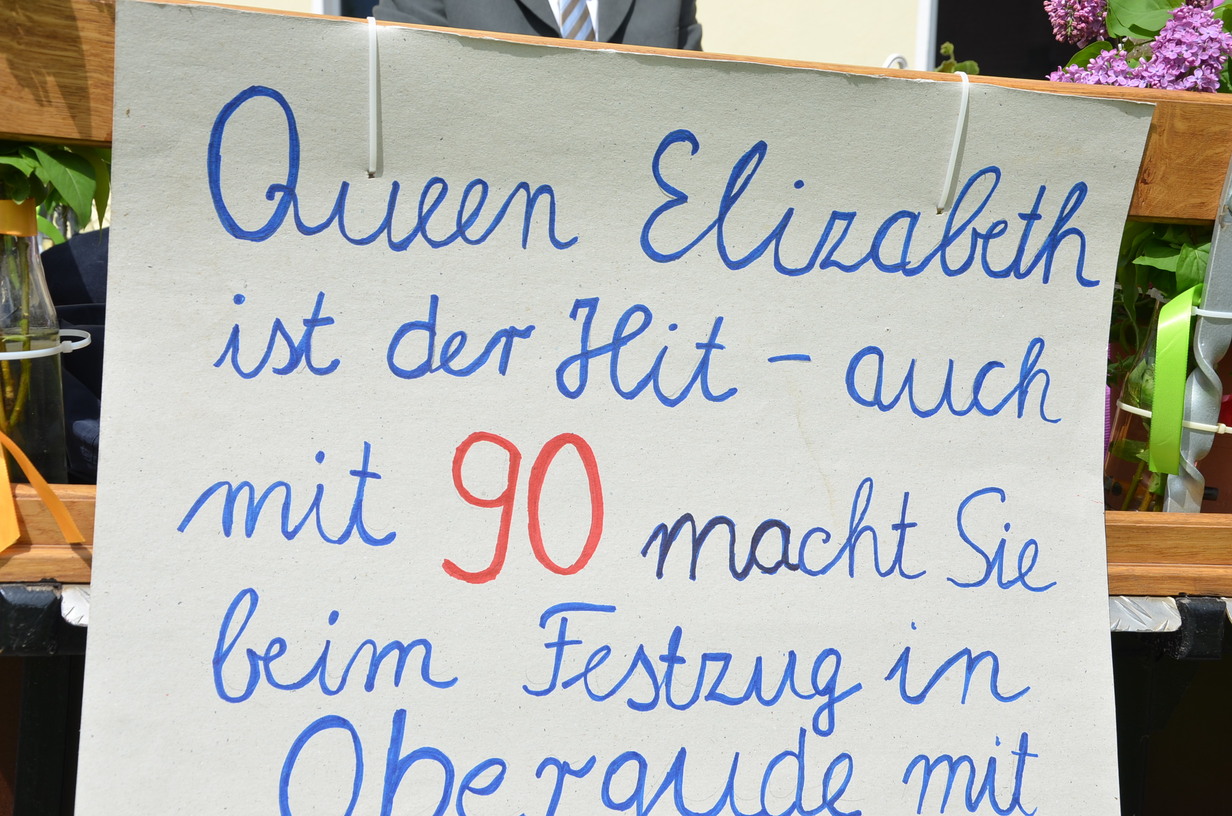 Queen Elizabeth
ist der Hit - auch
mit 90 macht Sie
beim Festzug in
Oberaude mit